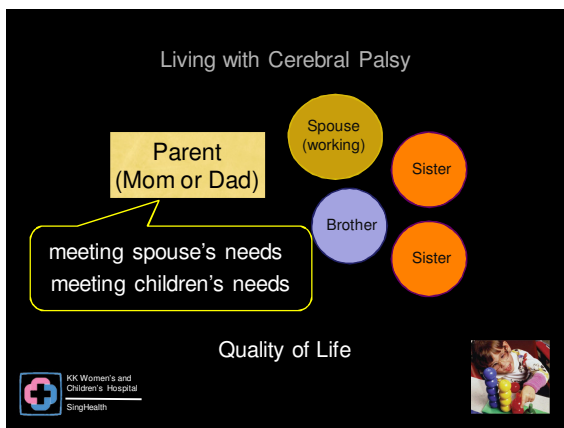 Living with Cerebral Palsy
Spouse
(working)
Parent
(Mom or Dad)
Sister
Brother
meeting spouse's needs
meeting children's needs
Sister
Quality of Life
KK Women's and
Children's Hospital
SingHealth